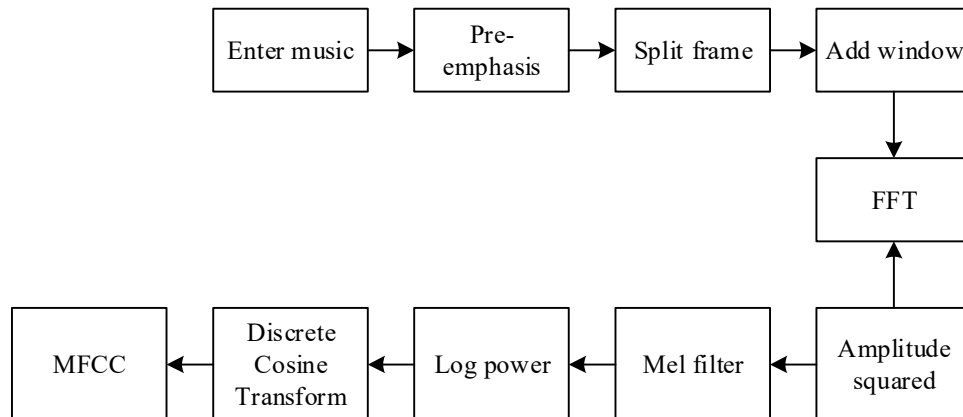 Enter music
Pre-
emphasis
Split frame
Add window
FFT
MFCC
Discrete
Cosine
Transform
Log power
Mel filter
Amplitude
squared